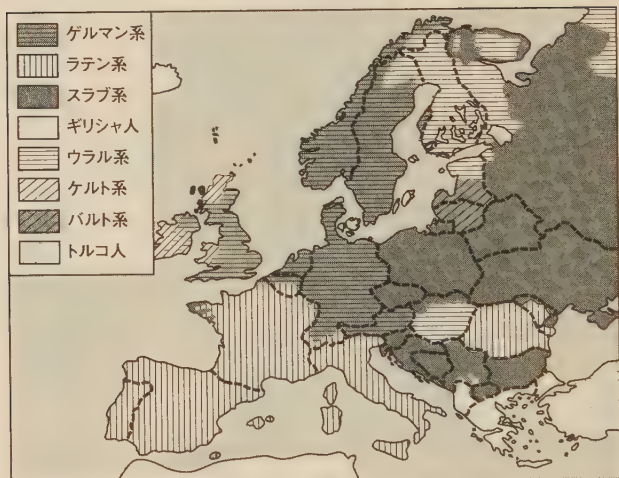 ゲルマン系
ラテン系
スラブ系
ギリシャ人
ウラル系
ケルト系
バルト系
トルコ人